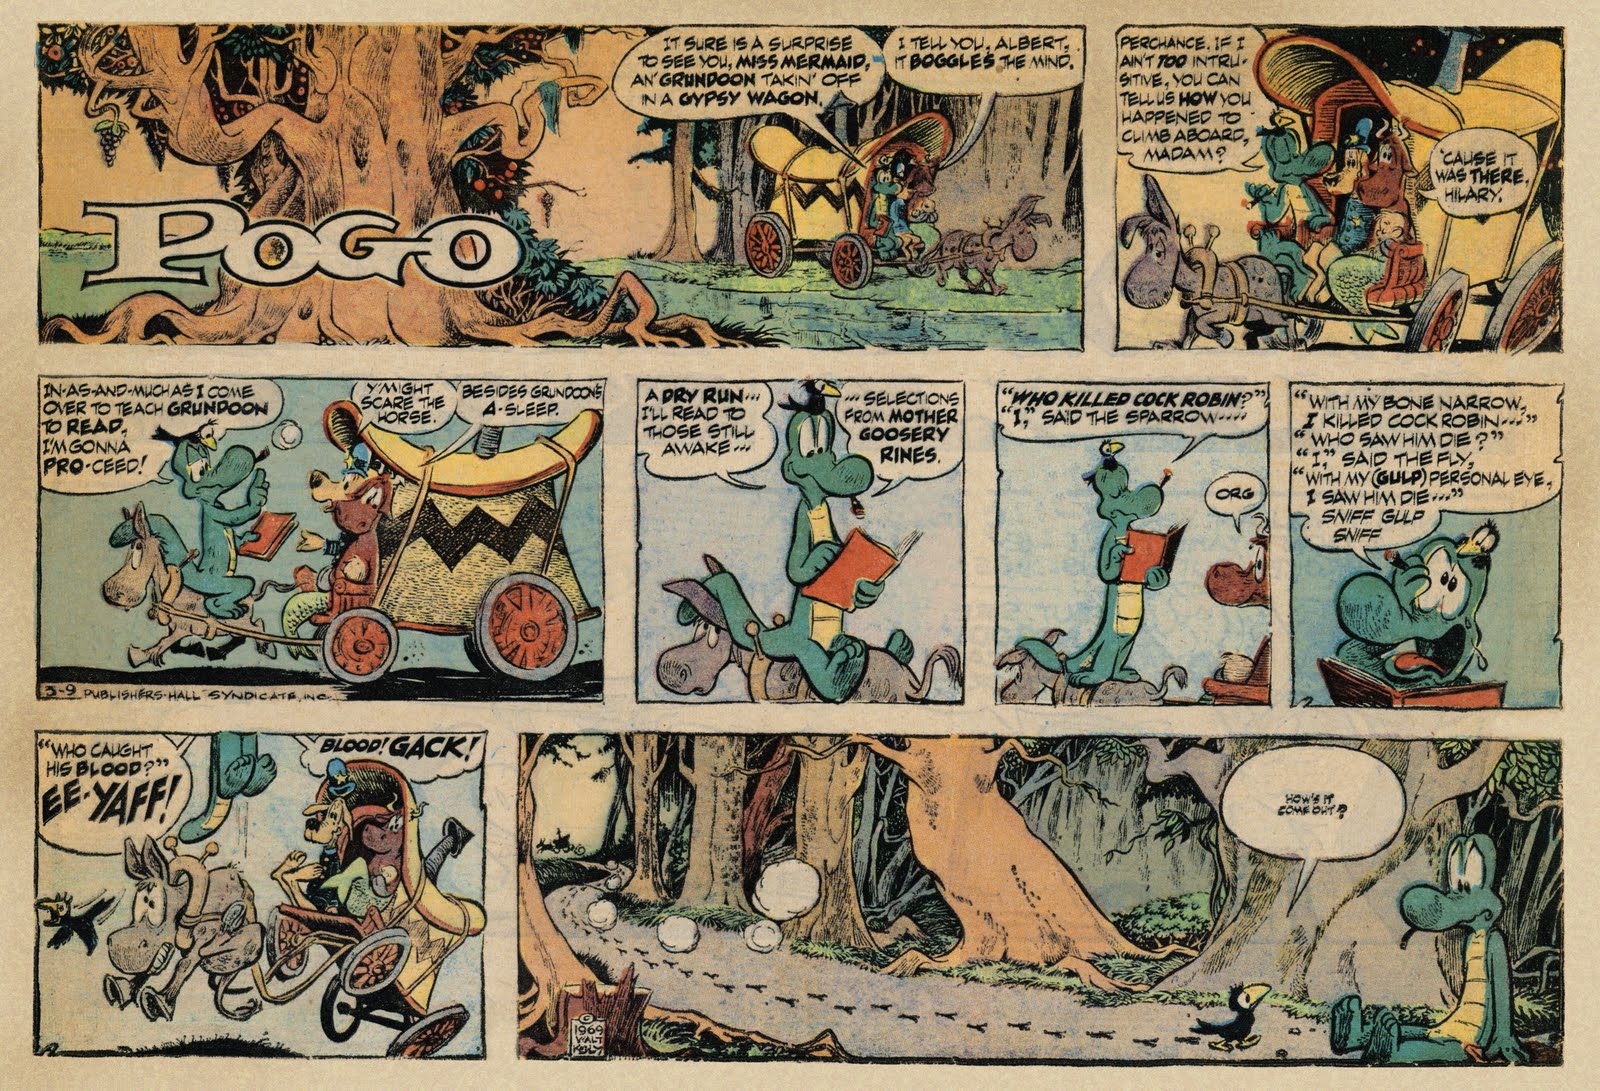 POGO
IT SURE IS A SURPRISE
TO SEE YOU, MISS MERMAID,
AN' GRUNDOON TAKIN' OFF
IN A GYPSY WAGON.
I TELL YOU, ALBERT,
IT BOGGLES THE MIND.
PERCHANCE, IF I
AIN'T TOO INTRU-
SITIVE, YOU CAN
TELL US HOW YOU
HAPPENED TO
CLIMB ABOARD,
MADAM?
'CAUSE IT
WAS THERE,
HILARY.
IN-AS-AND-MUCH AS I COME
OVER TO TEACH GRUNDOON
TO READ,
I'M GONNA
PRO-CEED!
Y'MIGHT
SCARE THE
HORSE.
BESIDES GRUNDOON'S
A-SLEEP.
3-9 PUBLISHERS-HALL SYNDICATE, INC.
A DRY RUN...
I'LL READ TO
THOSE STILL
AWAKE...
... SELECTIONS
FROM MOTHER
GOOSERY
RINES.
"WHO KILLED COCK ROBIN?"
"I," SAID THE SPARROW....
ORG
"WITH MY BONE NARROW,
I KILLED COCK ROBIN...."
"WHO SAW HIM DIE?"
"I," SAID THE FLY,
"WITH MY (GULP) PERSONAL EYE,
I SAW HIM DIE...."
SNIFF GULP
SNIFF
"WHO CAUGHT
HIS BLOOD?"
EE-YAFF!
BLOOD! GACK!
HOW'S IT
COME OUT?
©
1969
WALT
KELLY